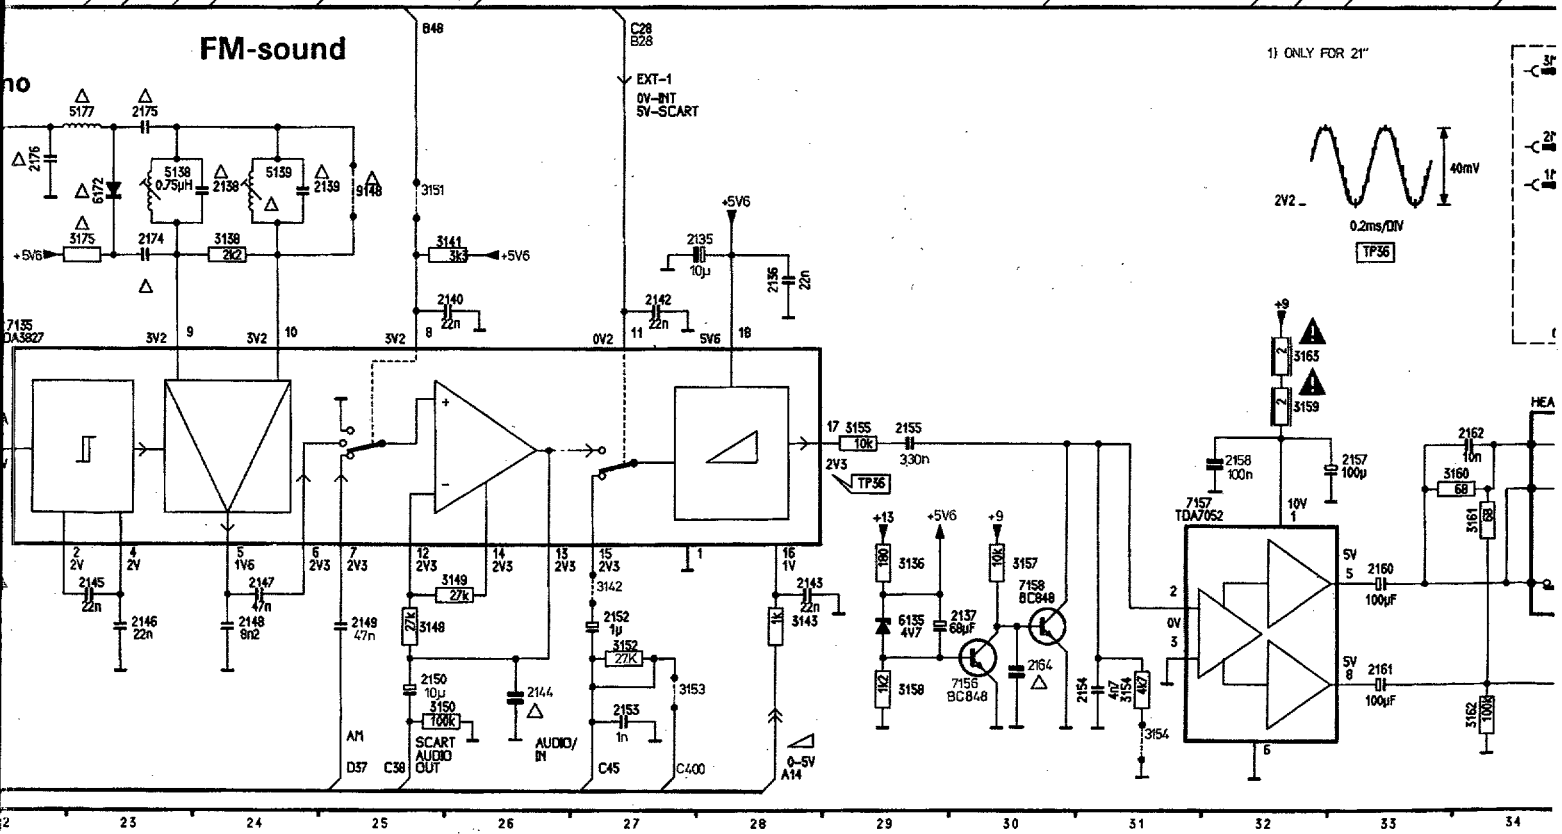 FM-sound
no
B48
C28
B28
EXT-1
0V-INT
5V-SCART
1) ONLY FOR 21"
5177
2175
2176
6172
5138
0.75µH
2138
5139
2139
9148
3151
3175
+5V6
2174
3138
2k2
3141
3k3
+5V6
2135
10µ
+5V6
2136
22n
2V2
40mV
0.2ms/DIV
TP36
2140
22n
2142
22n
7135
TDA3827
3V2
9
3V2
10
3V2
8
0V2
11
5V6
18
+
-
17
2V3
3155
10k
2155
330n
TP36
+9
2
3163
2
3159
2158
100n
2157
100µ
HEA
2162
10n
3160
68
3161
68
7157
TDA7052
10V
1
2
2V
4
2V
5
1V6
6
2V3
7
2V3
12
2V3
14
2V3
13
2V3
15
2V3
1
16
1V
2145
22n
2146
22n
2147
47n
2148
8n2
2149
47n
3149
27k
27k
3148
2150
10µ
3150
100k
2144
3142
2152
1µ
3152
27K
3153
2153
1n
2143
22n
1k
3143
AM
D37
C38
SCART
AUDIO
OUT
AUDIO/
IN
C45
C400
0-5V
A14
+13
180
3136
+5V6
6135
4V7
2137
68µF
1k2
3158
+9
10k
3157
7158
BC848
7156
BC848
2164
2154
4n7
3154
4k7
3154
2
0V
3
6
5V
5
2160
100µF
5V
8
2161
100µF
3162
100k
23
24
25
26
27
28
29
30
31
32
33
34